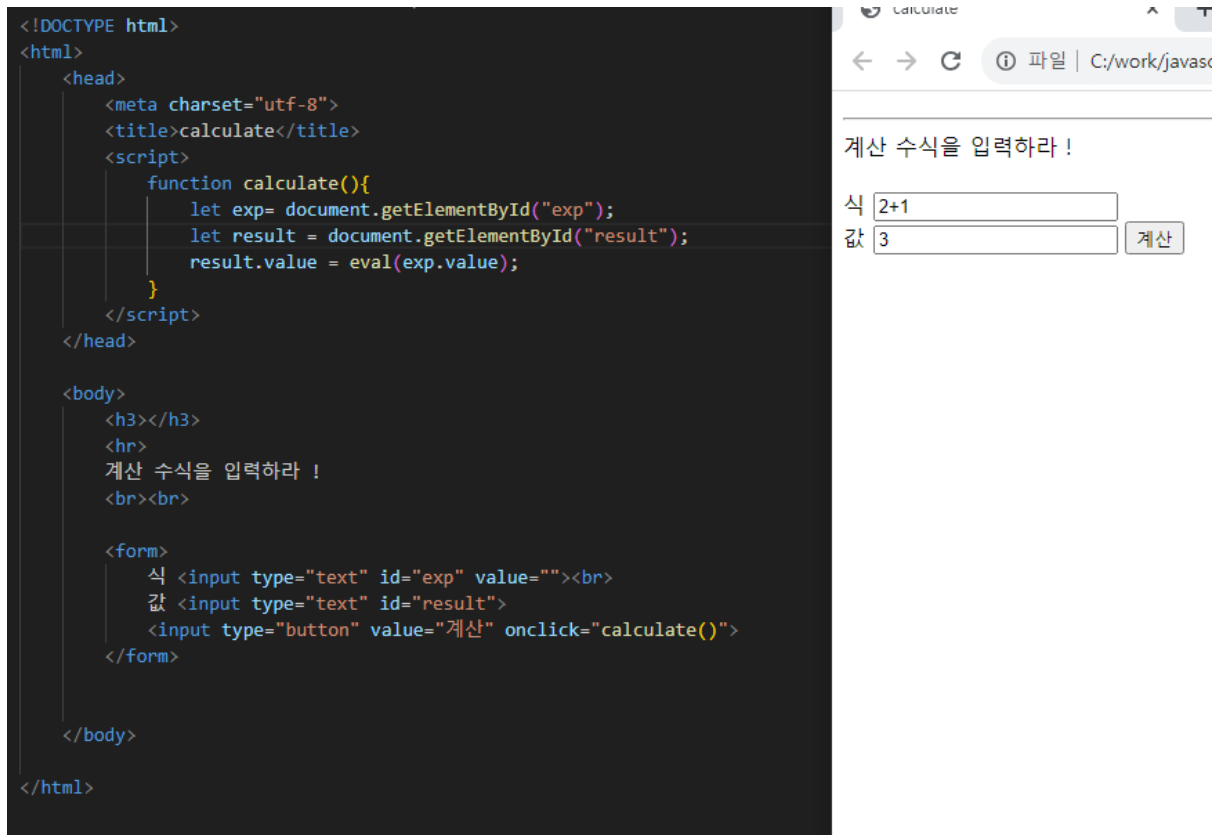 <!DOCTYPE html>
<html>
<head>
<meta charset="utf-8">
<title>calculate</title>
<script>
function calculate(){
let exp= document.getElementById("exp");
let result = document.getElementById("result");
result.value = eval(exp.value);
}
</script>
</head>
<body>
<h3></h3>
<hr>
계산 수식을 입력하라 !
<br><br>
<form>
식 <input type="text" id="exp" value=""><br>
값 <input type="text" id="result">
<input type="button" value="계산" onclick="calculate()">
</form>
</body>
</html>
calculate
파일 C:/work/javasc
계산 수식을 입력하라 !
식 2+1
값 3 계산